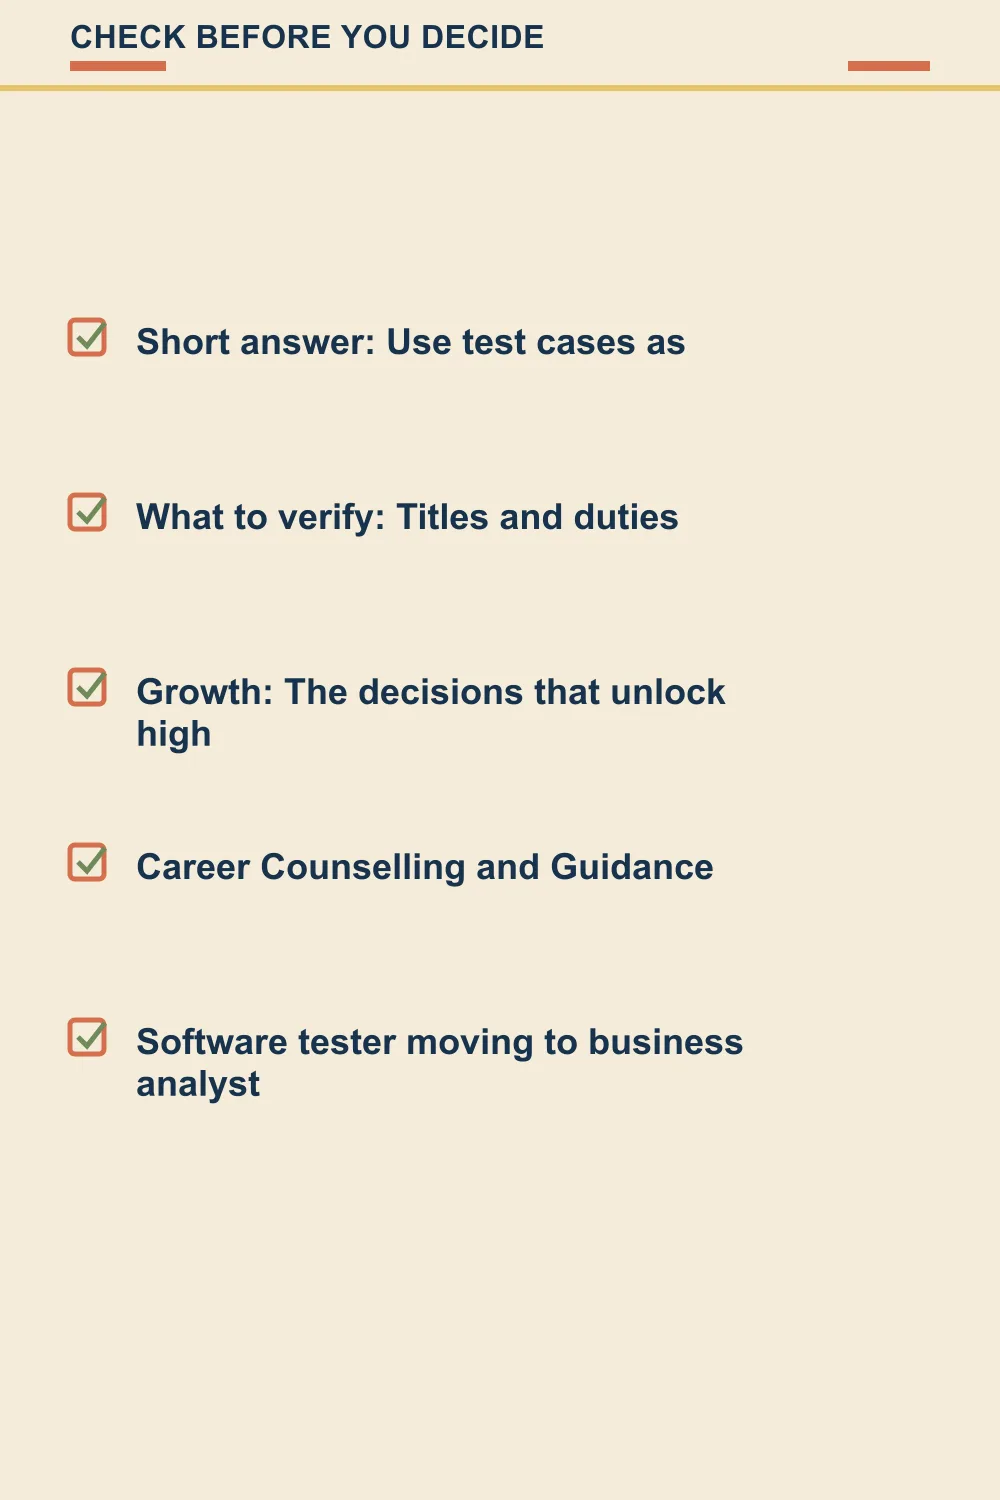 CHECK BEFORE YOU DECIDE
Short answer: Use test cases as
What to verify: Titles and duties
Growth: The decisions that unlock
high
Career Counselling and Guidance
Software tester moving to business
analyst